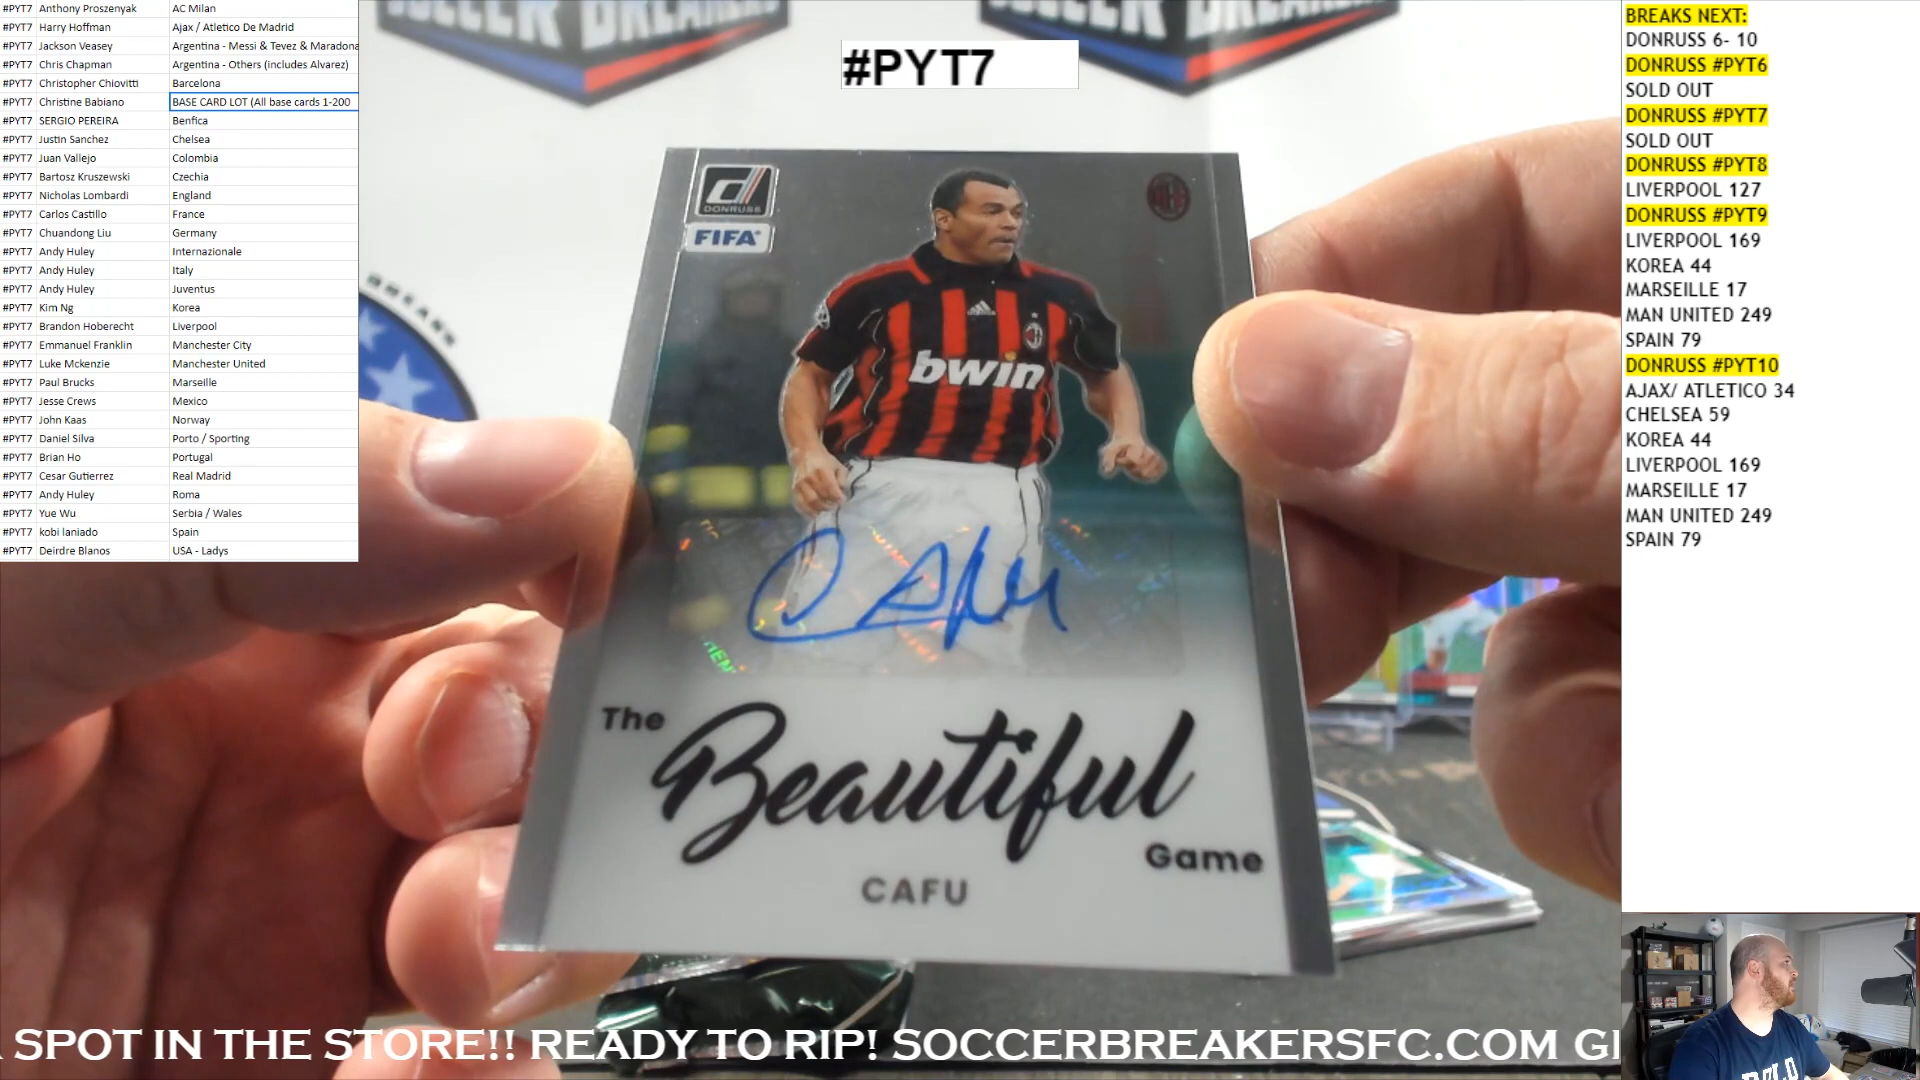 #PYT7 Anthony Proszenyak AC Milan
#PYT7 Harry Hoffman Ajax / Atletico De Madrid
#PYT7 Jackson Veasey Argentina - Messi & Tevez & Maradona
#PYT7 Chris Chapman Argentina - Others (includes Alvarez)
#PYT7 Christopher Chiovitti Barcelona
#PYT7 Christine Babiano BASE CARD LOT (All base cards 1-200
#PYT7 SERGIO PEREIRA Benfica
#PYT7 Justin Sanchez Chelsea
#PYT7 Juan Vallejo Colombia
#PYT7 Bartosz Kruszewski Czechia
#PYT7 Nicholas Lombardi England
#PYT7 Carlos Castillo France
#PYT7 Chuandong Liu Germany
#PYT7 Andy Huley Internazionale
#PYT7 Andy Huley Italy
#PYT7 Andy Huley Juventus
#PYT7 Kim Ng Korea
#PYT7 Brandon Hoberecht Liverpool
#PYT7 Emmanuel Franklin Manchester City
#PYT7 Luke Mckenzie Manchester United
#PYT7 Paul Brucks Marseille
#PYT7 Jesse Crews Mexico
#PYT7 John Kaas Norway
#PYT7 Daniel Silva Porto / Sporting
#PYT7 Brian Ho Portugal
#PYT7 Cesar Gutierrez Real Madrid
#PYT7 Andy Huley Roma
#PYT7 Yue Wu Serbia / Wales
#PYT7 kobi laniado Spain
#PYT7 Deirdre Blanos USA - Ladys
SOCCER BREAKERS
#PYT7
BREAKERS
DONRUSS
FIFA
bwin
Cafu
The
Beautiful
Game
CAFU
BREAKS NEXT:
DONRUSS 6- 10
DONRUSS #PYT6
SOLD OUT
DONRUSS #PYT7
SOLD OUT
DONRUSS #PYT8
LIVERPOOL 127
DONRUSS #PYT9
LIVERPOOL 169
KOREA 44
MARSEILLE 17
MAN UNITED 249
SPAIN 79
DONRUSS #PYT10
AJAX/ ATLETICO 34
CHELSEA 59
KOREA 44
LIVERPOOL 169
MARSEILLE 17
MAN UNITED 249
SPAIN 79
SPOT IN THE STORE!! READY TO RIP! SOCCERBREAKERSFC.COM